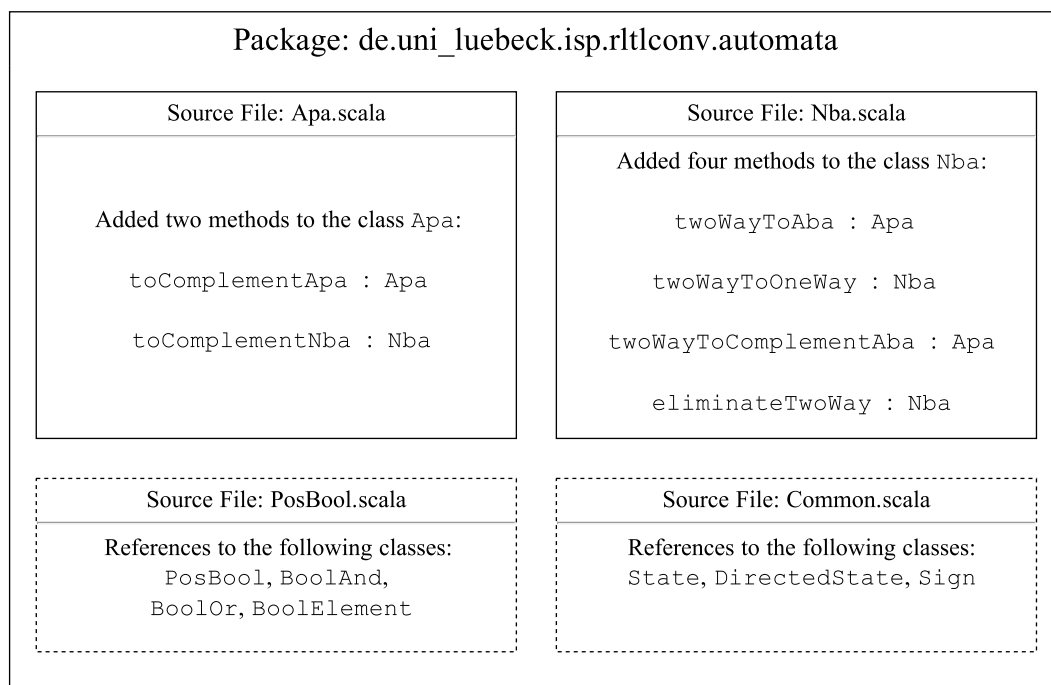 Package: de.uni_luebeck.isp.rltlconv.automata
Source File: Apa.scala
Added two methods to the class Apa:
toComplementApa : Apa
toComplementNba : Nba
Source File: Nba.scala
Added four methods to the class Nba:
twoWayToAba : Apa
twoWayToOneWay : Nba
twoWayToComplementAba : Apa
eliminateTwoWay : Nba
Source File: PosBool.scala
References to the following classes:
PosBool, BoolAnd,
BoolOr, BoolElement
Source File: Common.scala
References to the following classes:
State, DirectedState, Sign